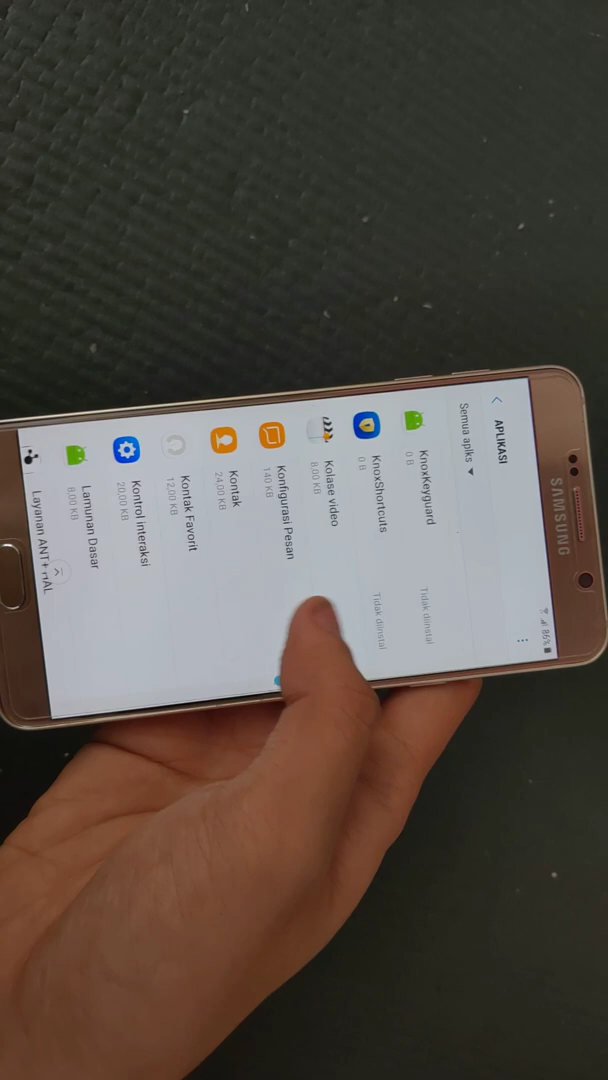 SAMSUNG
86%
APLIKASI
Semua apiks
KnoxKeyguard
0 B
Tidak diinstal
KnoxShortcuts
0 B
Tidak diinstal
Kolase video
8,00 KB
Konfigurasi Pesan
140 KB
Kontak
24,00 KB
Kontak Favorit
12,00 KB
Kontrol interaksi
20,00 KB
Lamunan Dasar
8,00 KB
Layanan ANT+ HAL